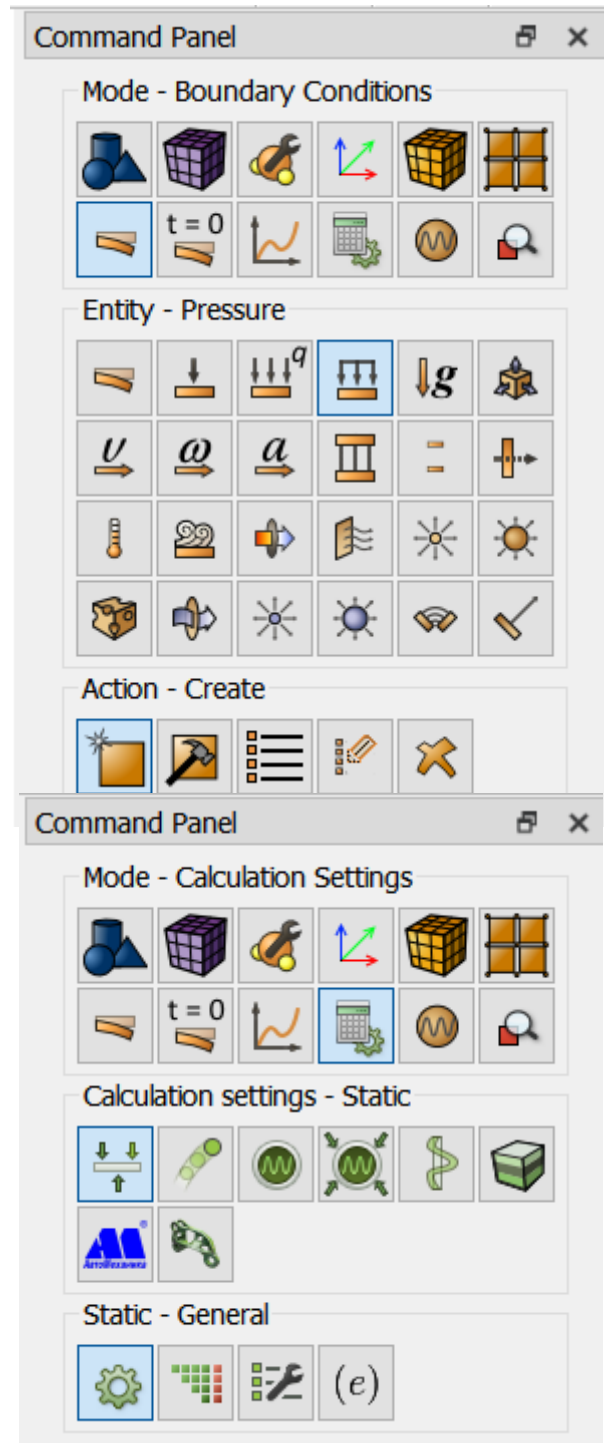 Command Panel
Mode - Boundary Conditions
t = 0
Entity - Pressure
q
g
υ ω a
Action - Create
Command Panel
Mode - Calculation Settings
t = 0
Calculation settings - Static
АвтоМеханика
Static - General
(e)